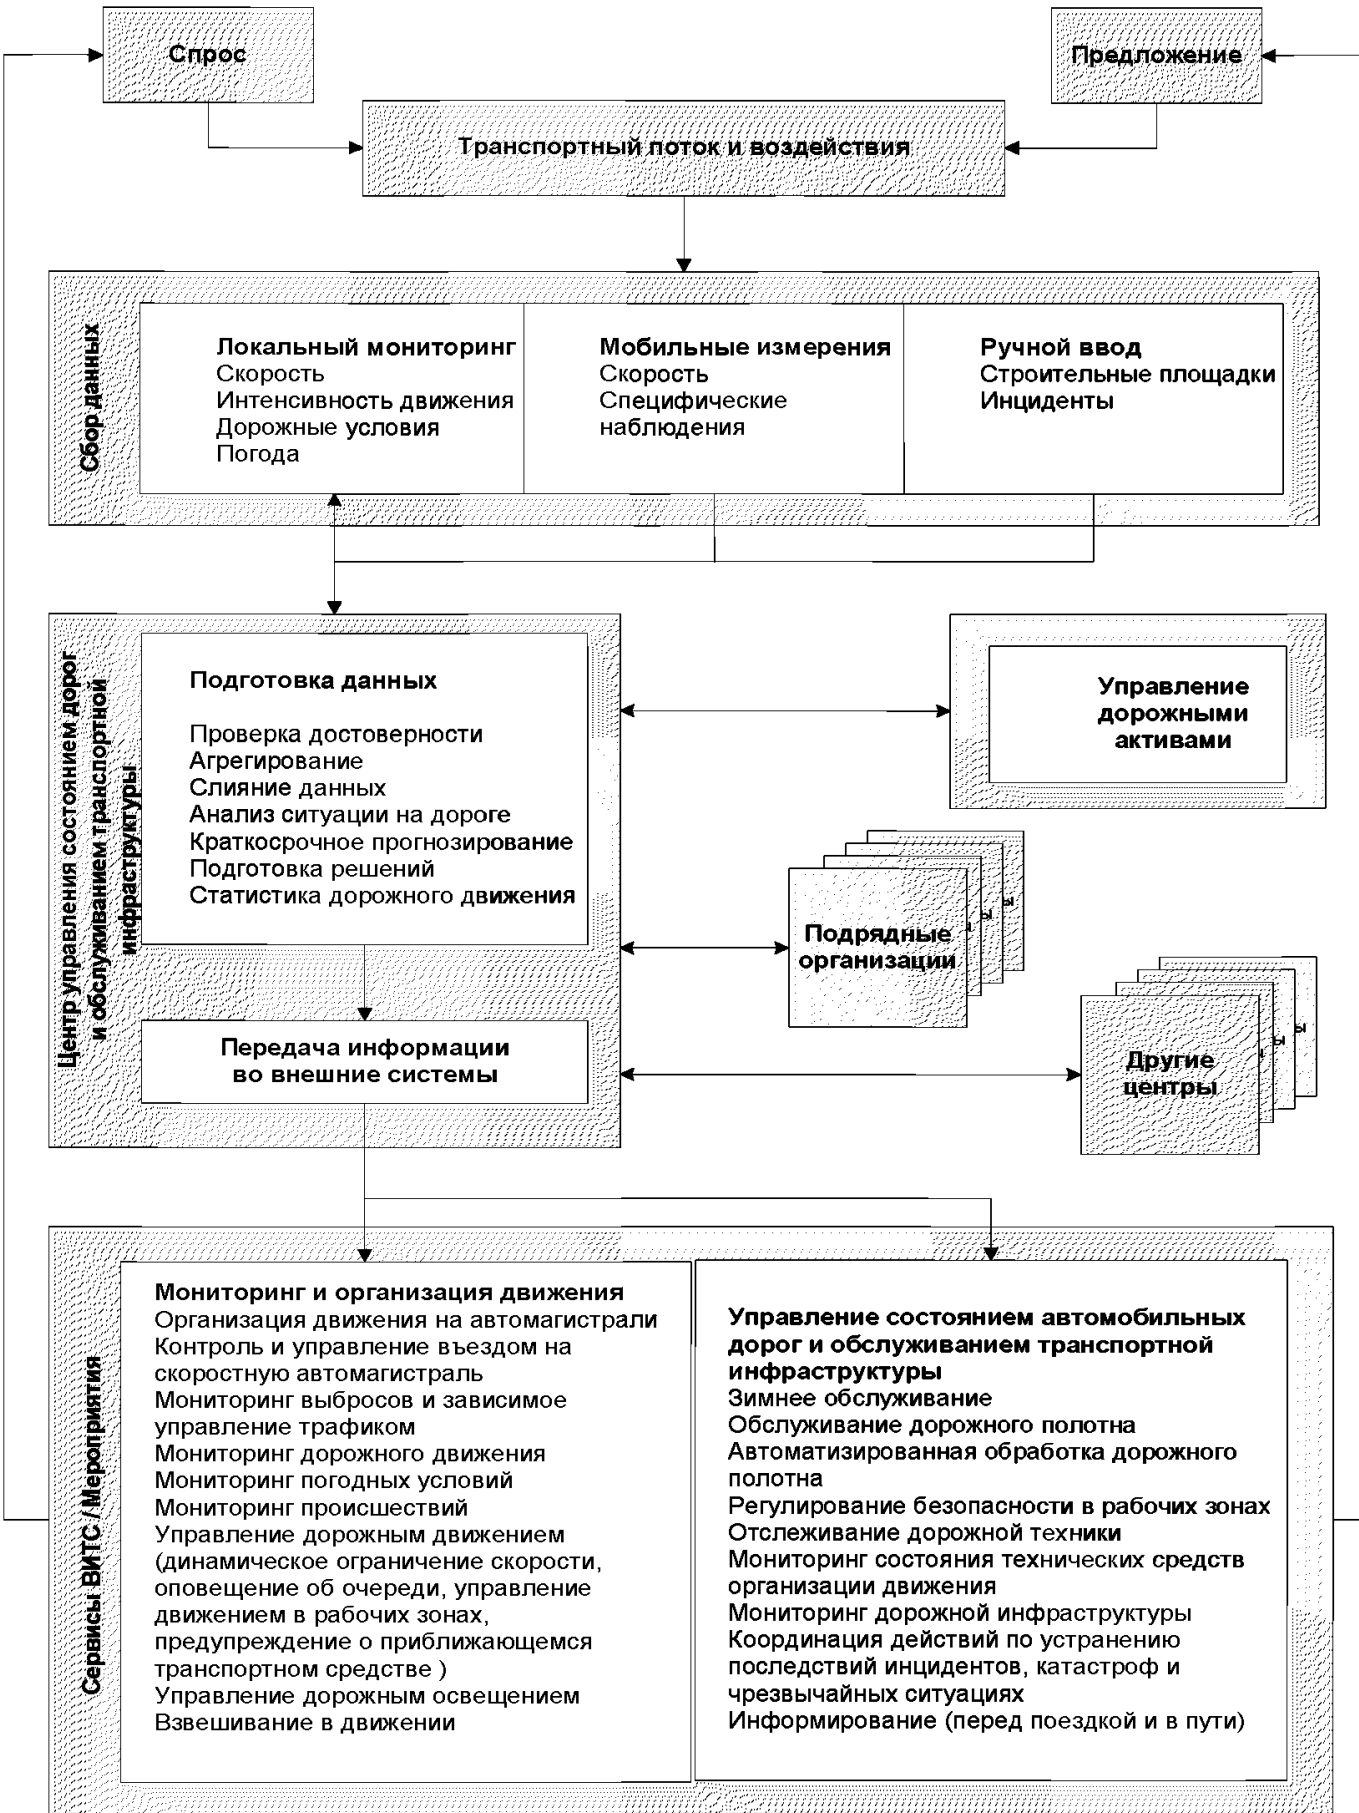 Спрос
Предложение
Транспортный поток и воздействия
Сбор данных
Локальный мониторинг
Скорость
Интенсивность движения
Дорожные условия
Погода
Мобильные измерения
Скорость
Специфические
наблюдения
Ручной ввод
Строительные площадки
Инциденты
Центр управления состоянием дорог
и обслуживанием транспортной
инфраструктуры
Подготовка данных
Проверка достоверности
Агрегирование
Слияние данных
Анализ ситуации на дороге
Краткосрочное прогнозирование
Подготовка решений
Статистика дорожного движения
Управление
дорожными
активами
Подрядные
организации
ы
ы
Передача информации
во внешние системы
Другие
центры
ы
ы
Сервисы ВИТС / Мероприятия
Мониторинг и организация движения
Организация движения на автомагистрали
Контроль и управление въездом на
скоростную автомагистраль
Мониторинг выбросов и зависимое
управление трафиком
Мониторинг дорожного движения
Мониторинг погодных условий
Мониторинг происшествий
Управление дорожным движением
(динамическое ограничение скорости,
оповещение об очереди, управление
движением в рабочих зонах,
предупреждение о приближающемся
транспортном средстве )
Управление дорожным освещением
Взвешивание в движении
Управление состоянием автомобильных
дорог и обслуживанием транспортной
инфраструктуры
Зимнее обслуживание
Обслуживание дорожного полотна
Автоматизированная обработка дорожного
полотна
Регулирование безопасности в рабочих зонах
Отслеживание дорожной техники
Мониторинг состояния технических средств
организации движения
Мониторинг дорожной инфраструктуры
Координация действий по устранению
последствий инцидентов, катастроф и
чрезвычайных ситуациях
Информирование (перед поездкой и в пути)